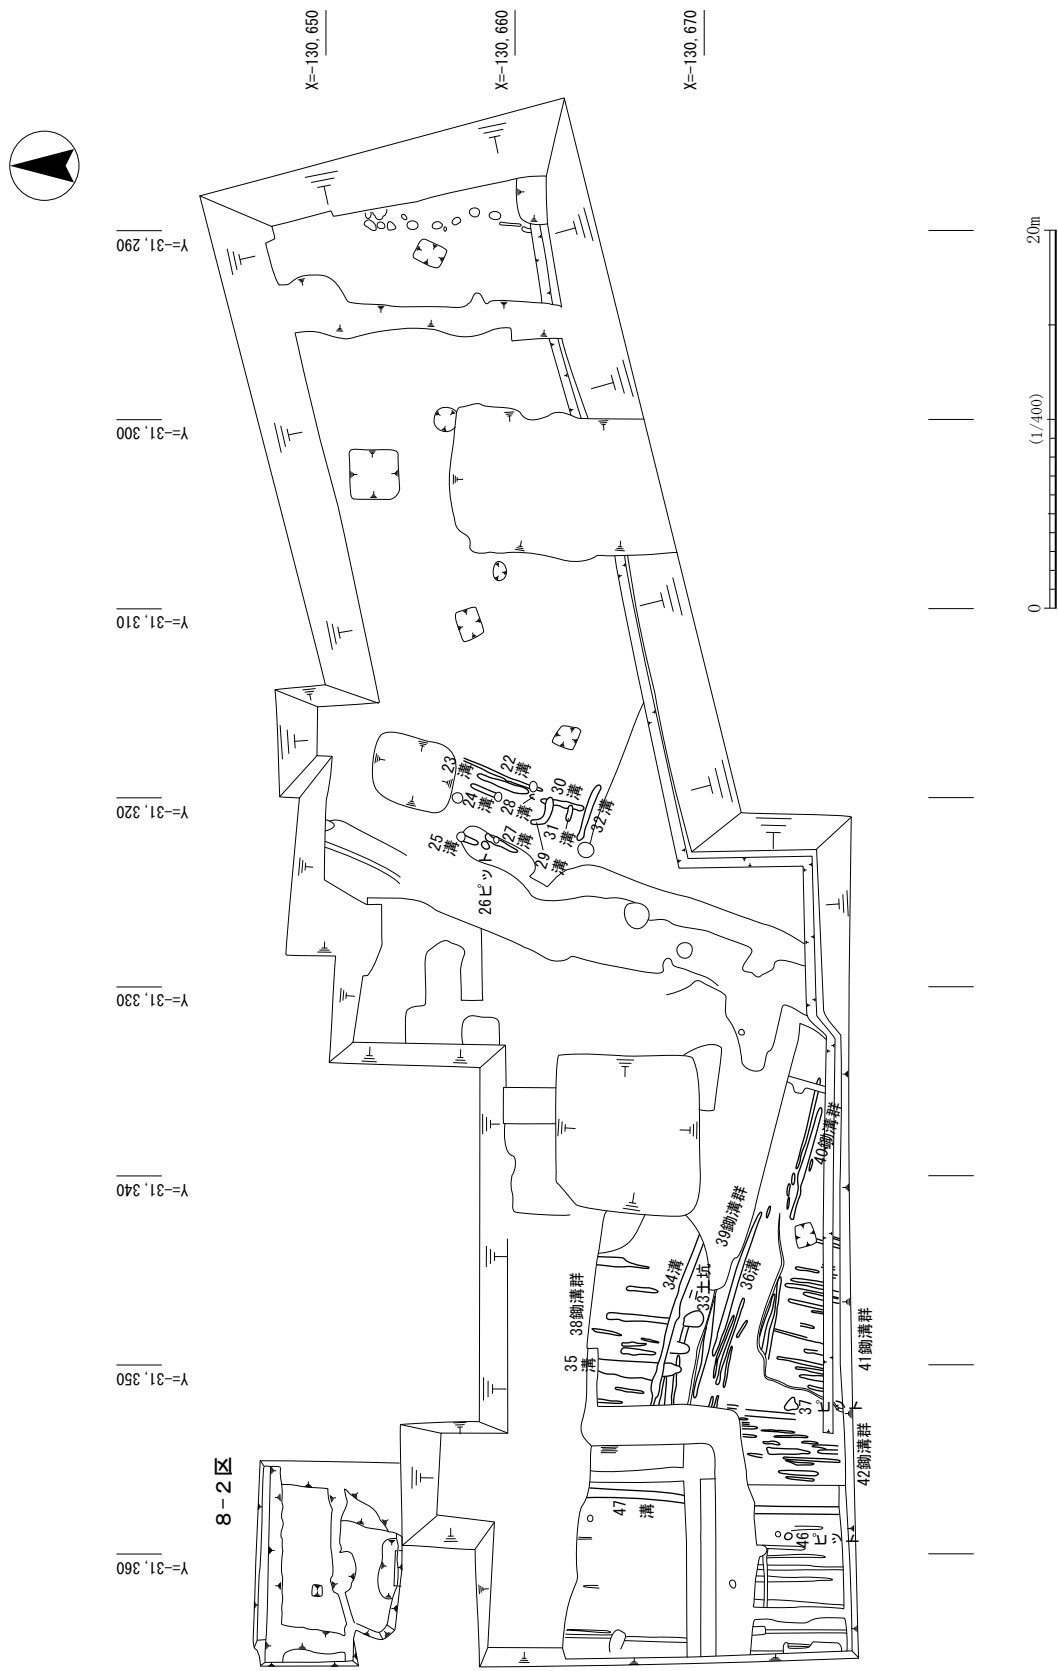 X=-130,650
X=-130,660
X=-130,670
Y=-31,290
Y=-31,300
Y=-31,310
Y=-31,320
Y=-31,330
Y=-31,340
Y=-31,350
Y=-31,360
20m
(1/400)
0
8-2区
23溝
22溝
24溝
28溝
30溝
25溝
27溝
31溝
32溝
26ピット
29溝
40鋤溝群
39鋤溝群
38鋤溝群
34溝
33土坑
36溝
35溝
41鋤溝群
37ピット
42鋤溝群
47溝
46ピット